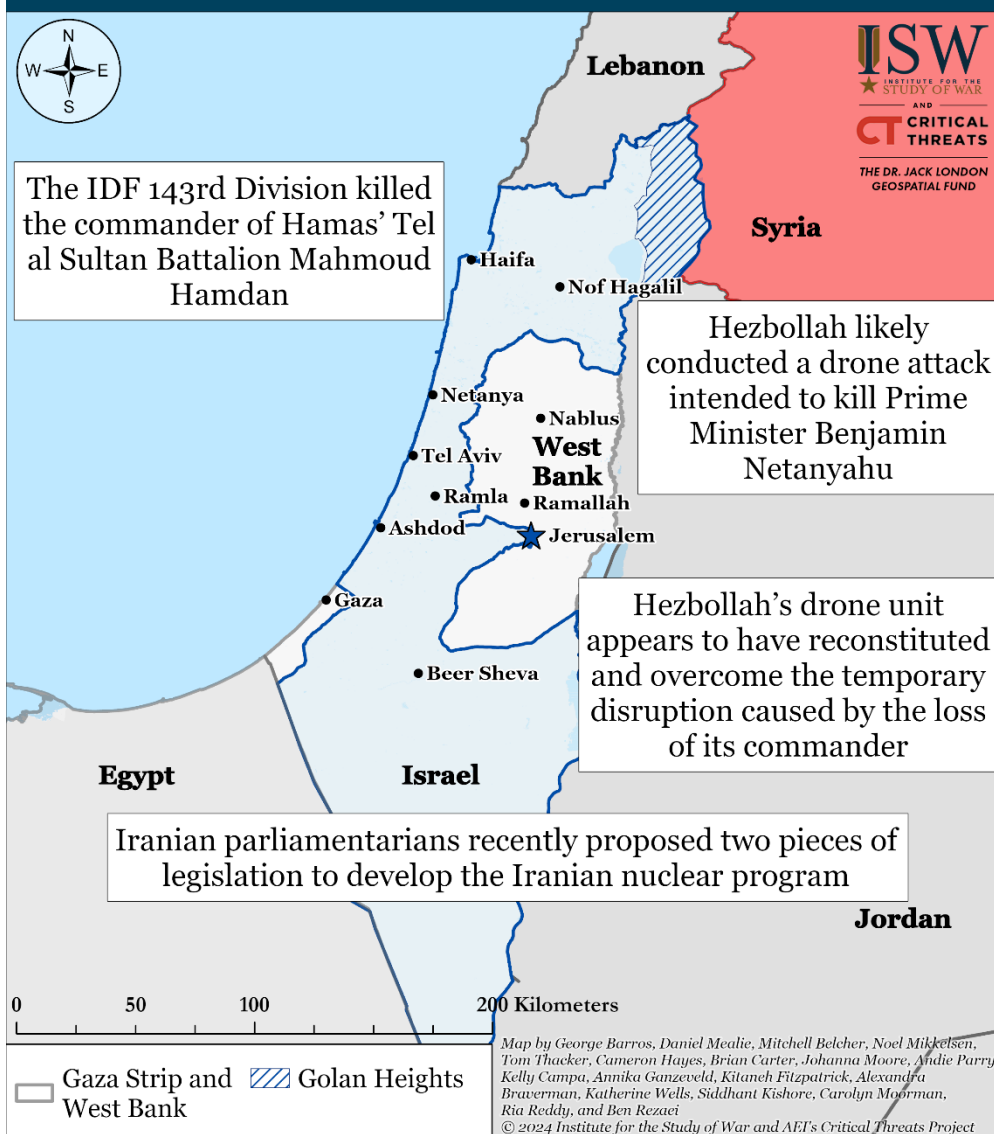 N
W
E
S
Lebanon
ISW
INSTITUTE FOR THE
STUDY OF WAR
AND
CT CRITICAL
THREATS
THE DR. JACK LONDON
GEOSPATIAL FUND
The IDF 143rd Division killed
the commander of Hamas’ Tel
al Sultan Battalion Mahmoud
Hamdan
Syria
Haifa
Nof Hagalil
Hezbollah likely
conducted a drone attack
intended to kill Prime
Minister Benjamin
Netanyahu
Netanya
Nablus
West
Bank
Tel Aviv
Ramla
Ramallah
Ashdod
Jerusalem
Gaza
Hezbollah’s drone unit
appears to have reconstituted
and overcome the temporary
disruption caused by the loss
of its commander
Beer Sheva
Egypt
Israel
Iranian parliamentarians recently proposed two pieces of
legislation to develop the Iranian nuclear program
Jordan
0 50 100 200 Kilometers
Gaza Strip and
West Bank
Golan Heights
Map by George Barros, Daniel Mealie, Mitchell Belcher, Noel Mikkelsen,
Tom Thacker, Cameron Hayes, Brian Carter, Johanna Moore, Andie Parry,
Kelly Campa, Annika Ganzeveld, Kitaneh Fitzpatrick, Alexandra
Braverman, Katherine Wells, Siddhant Kishore, Carolyn Moorman,
Ria Reddy, and Ben Rezaei
© 2024 Institute for the Study of War and AEI's Critical Threats Project